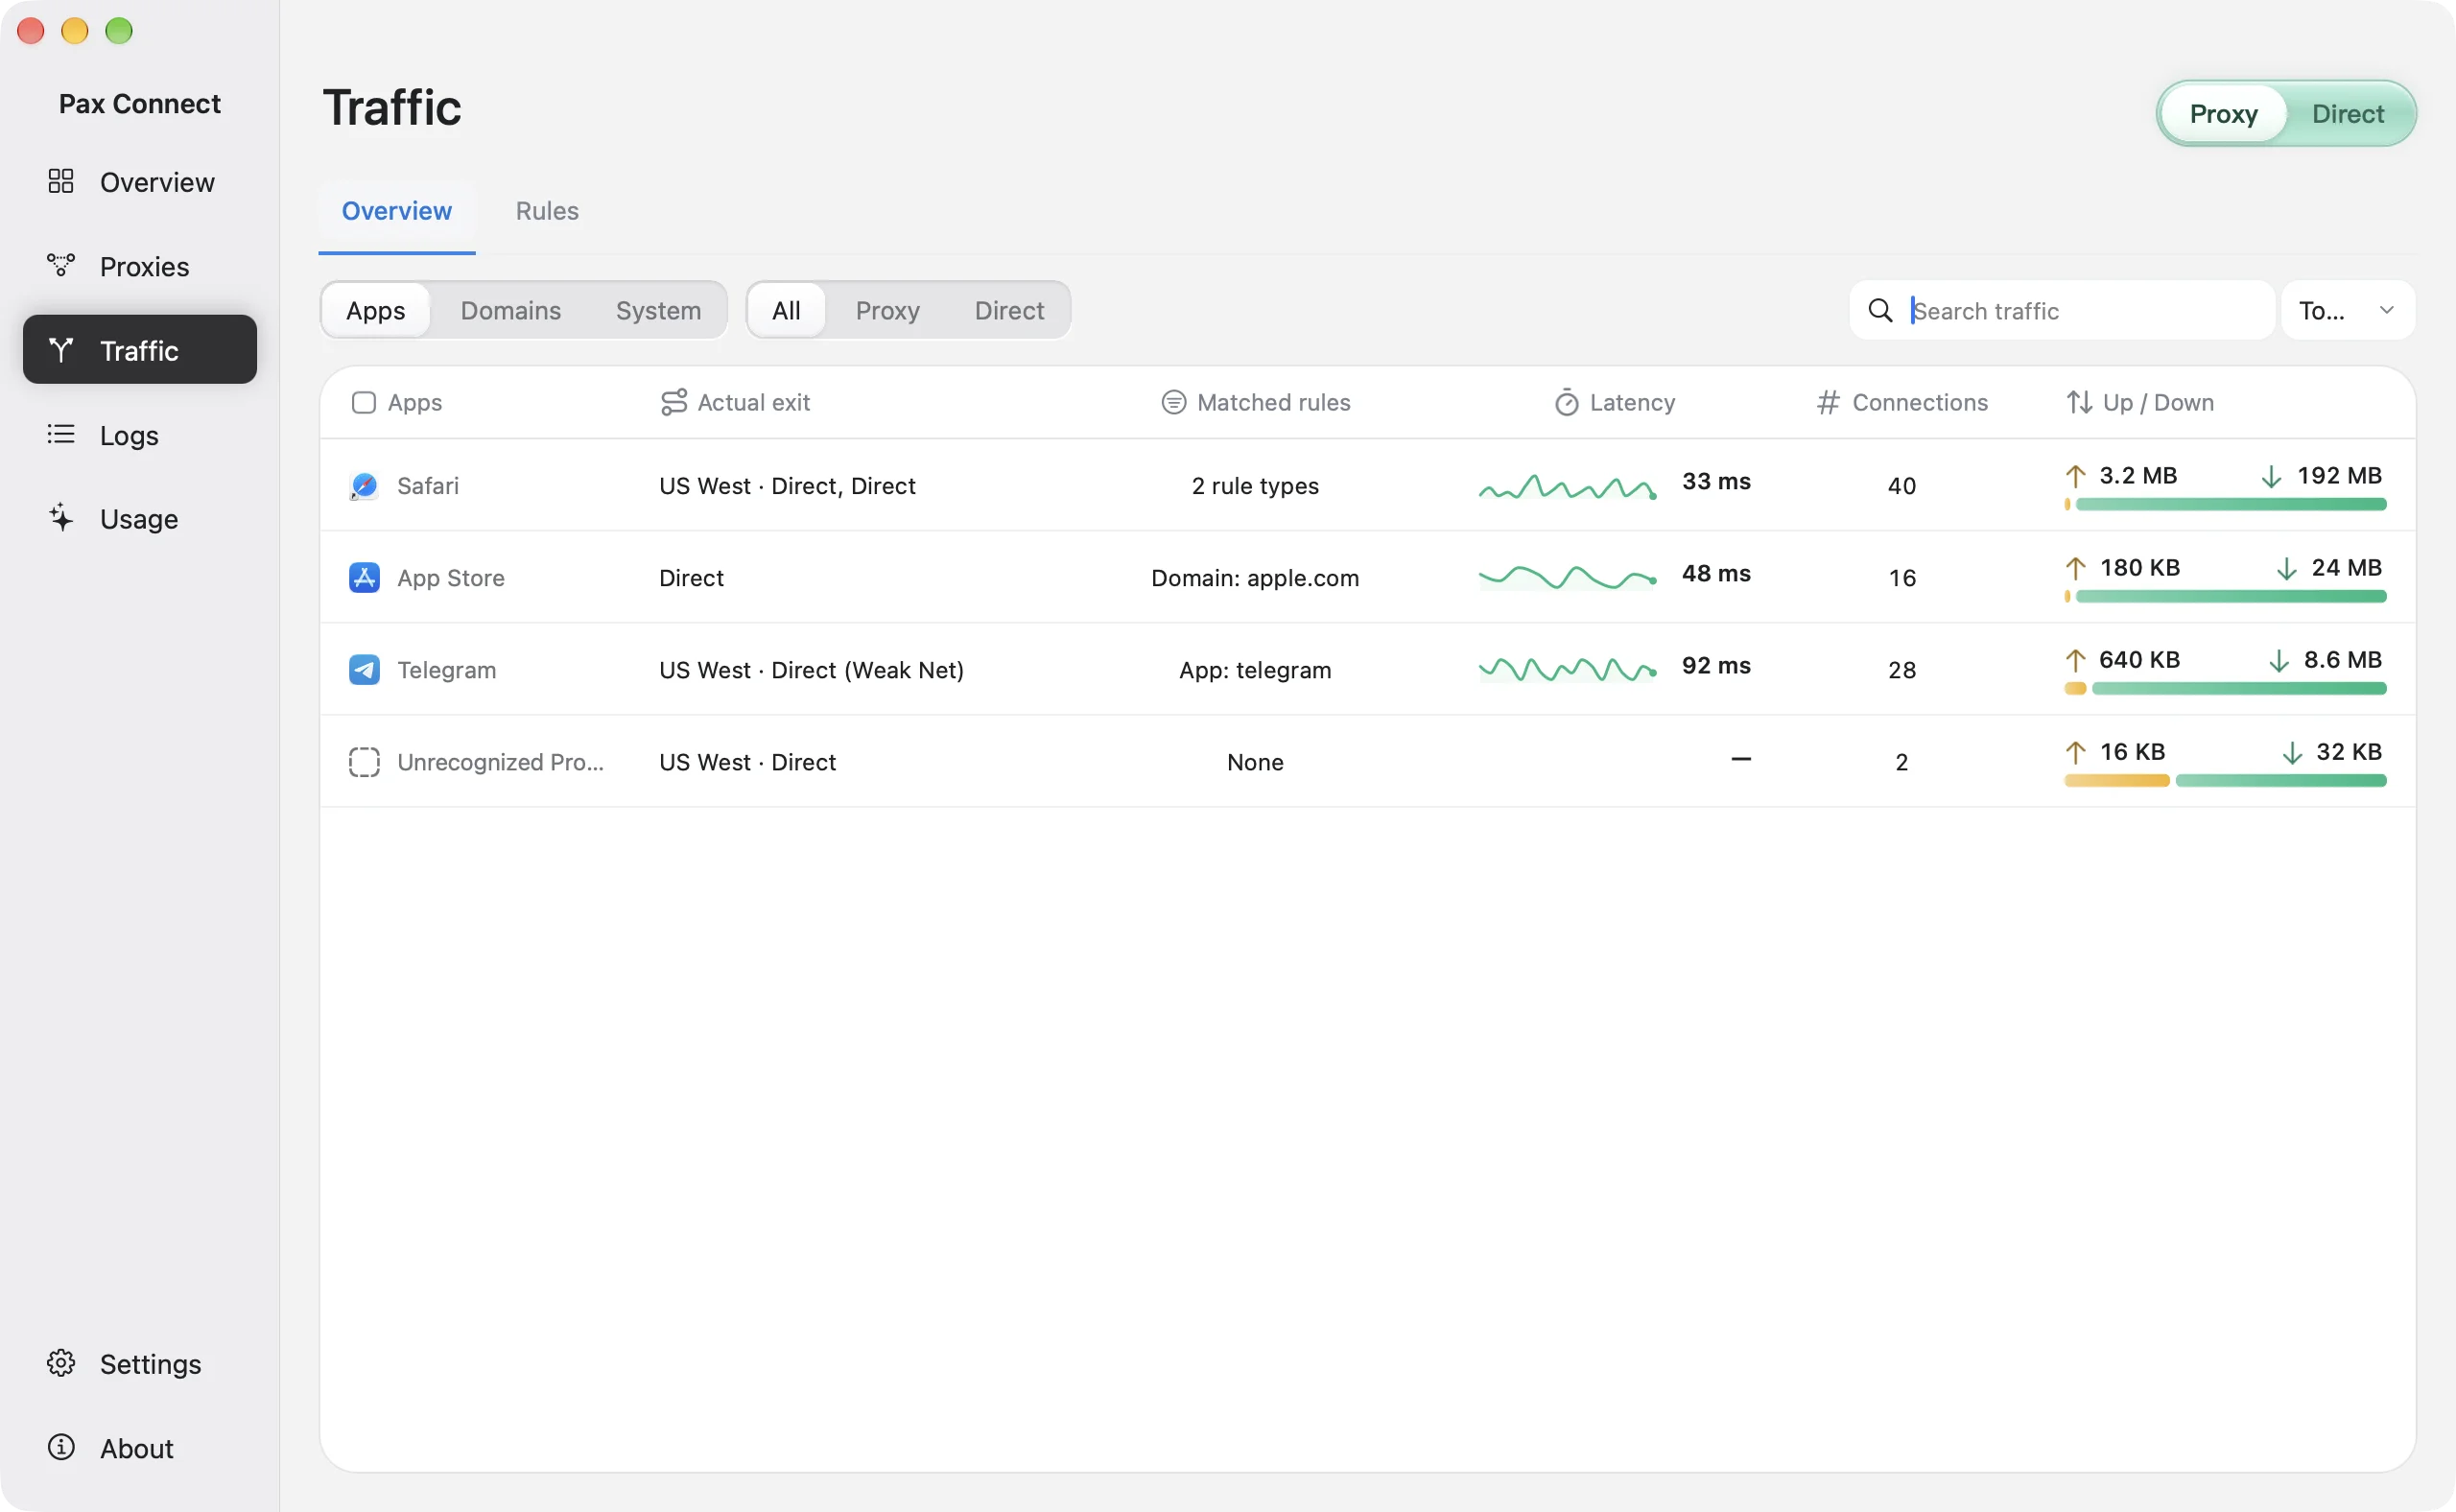 Pax Connect
Overview
Proxies
Traffic
Logs
Usage
Settings
About
Traffic
Proxy Direct
Overview Rules
Apps Domains System All Proxy Direct Search traffic To...
Apps Actual exit Matched rules Latency Connections Up / Down
Safari US West · Direct, Direct 2 rule types 33 ms 40 3.2 MB 192 MB
App Store Direct Domain: apple.com 48 ms 16 180 KB 24 MB
Telegram US West · Direct (Weak Net) App: telegram 92 ms 28 640 KB 8.6 MB
Unrecognized Pro... US West · Direct None — 2 16 KB 32 KB